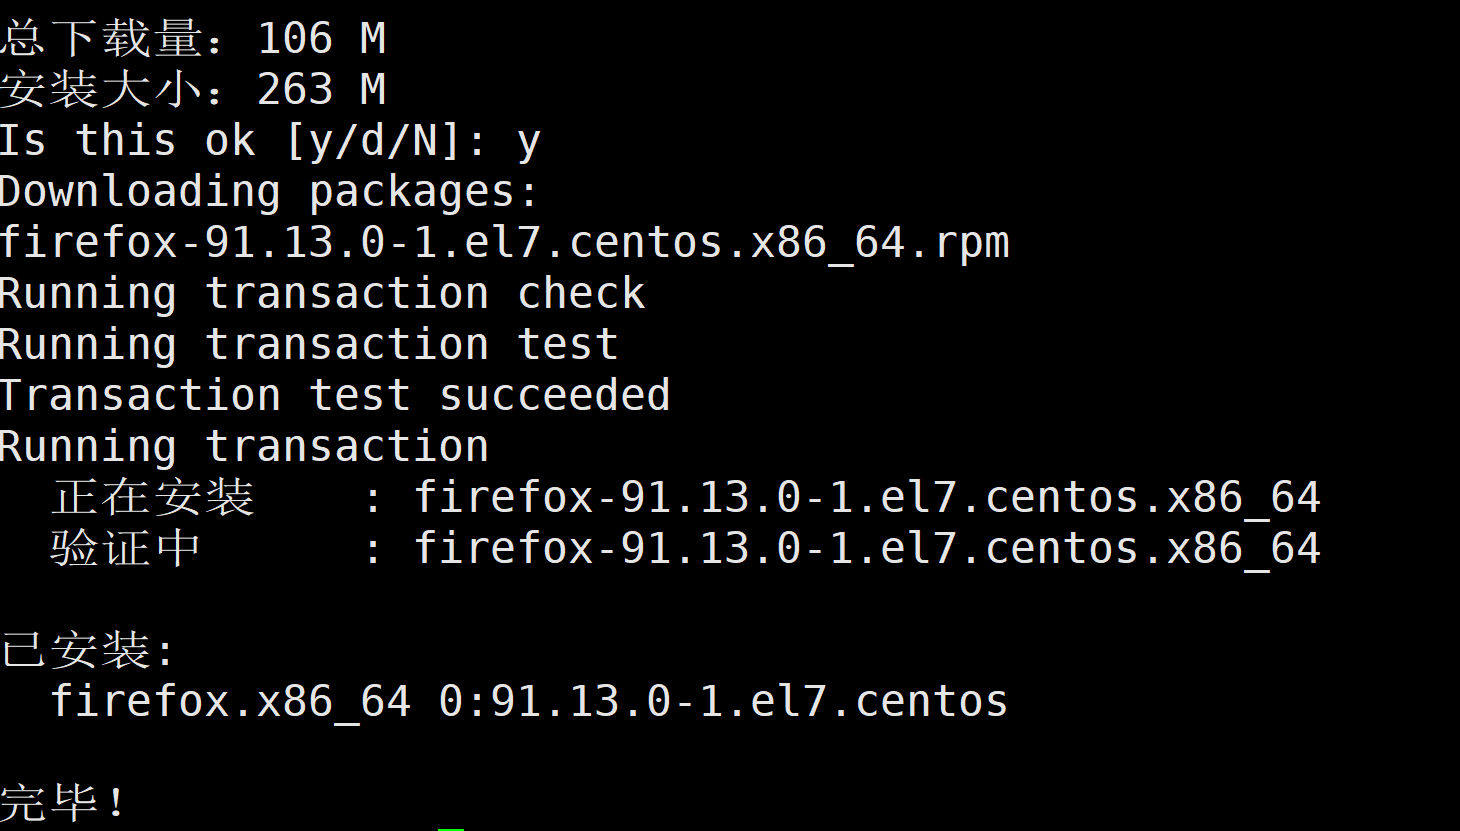 总下载量：106 M
安装大小：263 M
Is this ok [y/d/N]: y
Downloading packages:
firefox-91.13.0-1.el7.centos.x86_64.rpm
Running transaction check
Running transaction test
Transaction test succeeded
Running transaction
  正在安装    : firefox-91.13.0-1.el7.centos.x86_64
  验证中      : firefox-91.13.0-1.el7.centos.x86_64
已安装:
  firefox.x86_64 0:91.13.0-1.el7.centos
完毕！